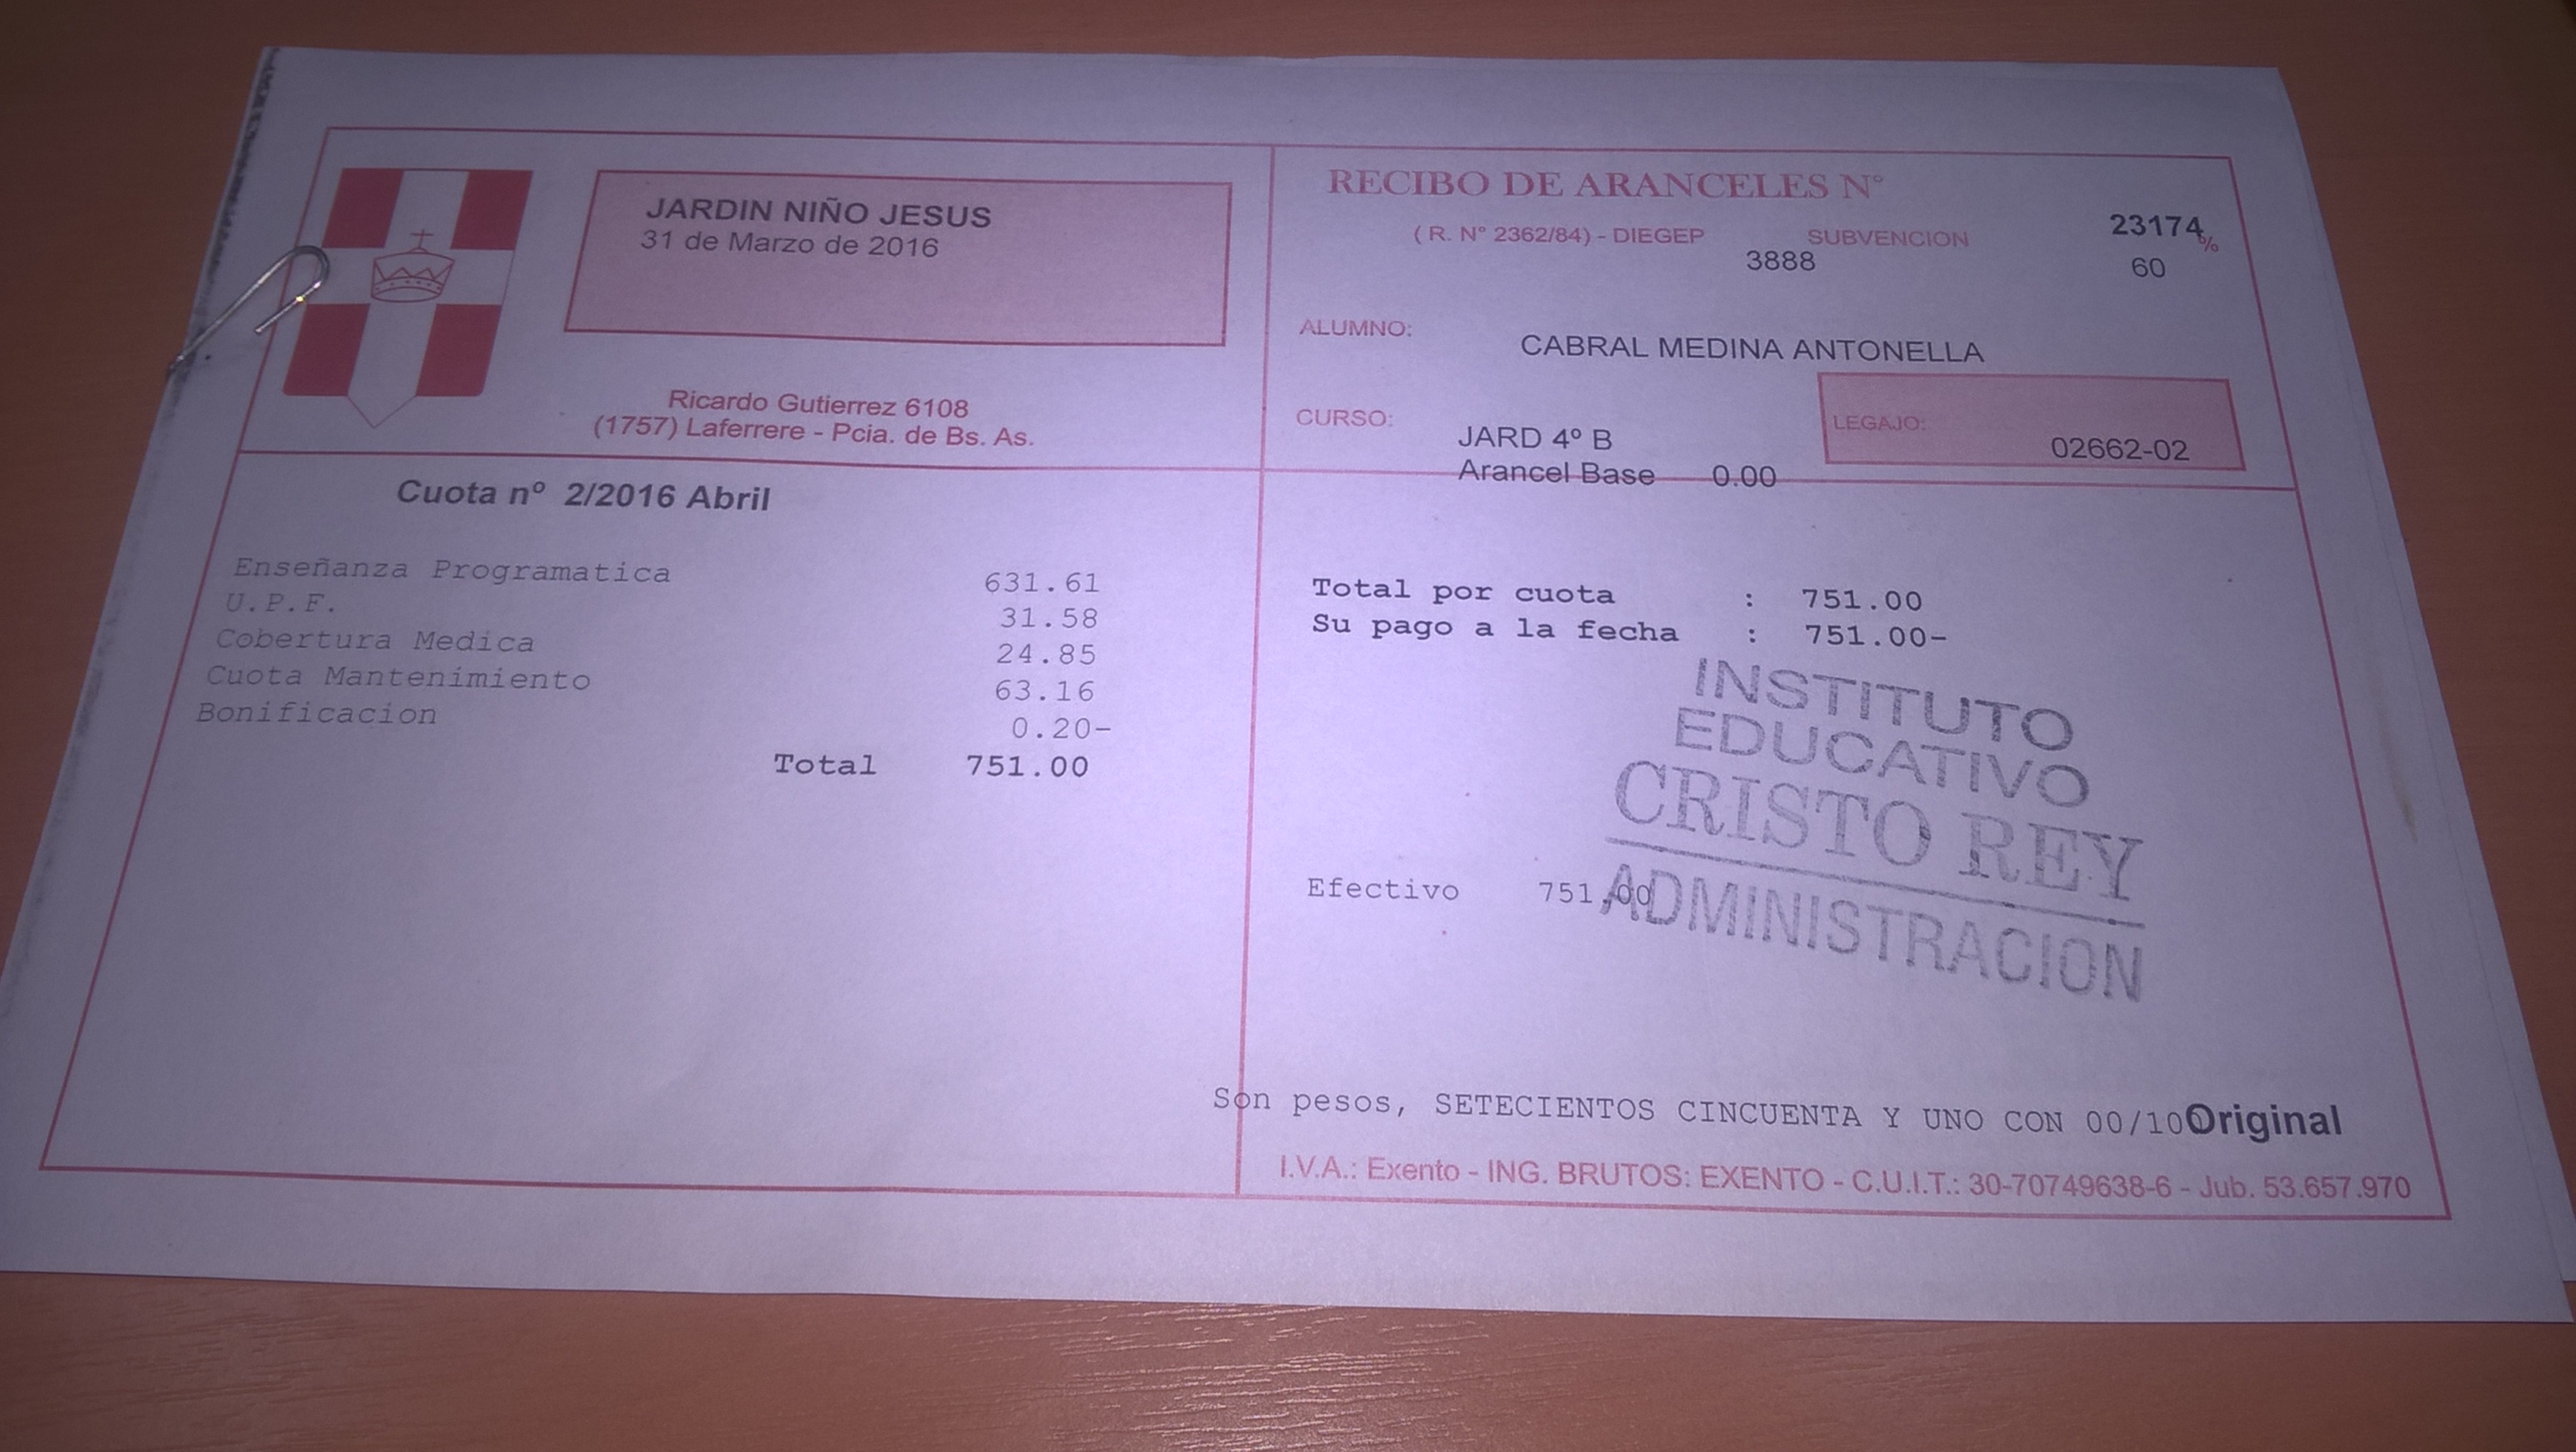 JARDIN NIÑO JESUS
31 de Marzo de 2016
Ricardo Gutierrez 6108
(1757) Laferrere - Pcia. de Bs. As.
RECIBO DE ARANCELES N°
23174
( R. N° 2362/84) - DIEGEP SUBVENCION %
3888 60
ALUMNO:
CABRAL MEDINA ANTONELLA
CURSO:
JARD 4º B
LEGAJO:
02662-02
Arancel Base 0.00
Cuota nº 2/2016 Abril
Enseñanza Programatica 631.61
U.P.F. 31.58
Cobertura Medica 24.85
Cuota Mantenimiento 63.16
Bonificacion 0.20-
Total 751.00
Total por cuota : 751.00
Su pago a la fecha : 751.00-
INSTITUTO
EDUCATIVO
CRISTO REY
ADMINISTRACION
Efectivo 751,00
Son pesos, SETECIENTOS CINCUENTA Y UNO CON 00/100
Original
I.V.A.: Exento - ING. BRUTOS: EXENTO - C.U.I.T.: 30-70749638-6 - Jub. 53.657.970